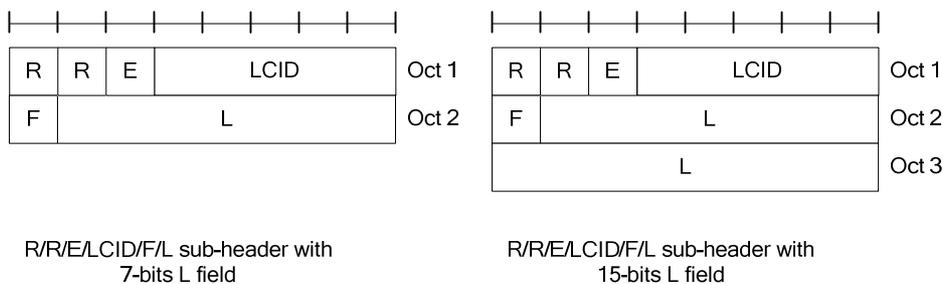 R R E LCID Oct 1
F L Oct 2
R/R/E/LCID/F/L sub-header with
7-bits L field
R R E LCID Oct 1
F L Oct 2
L Oct 3
R/R/E/LCID/F/L sub-header with
15-bits L field